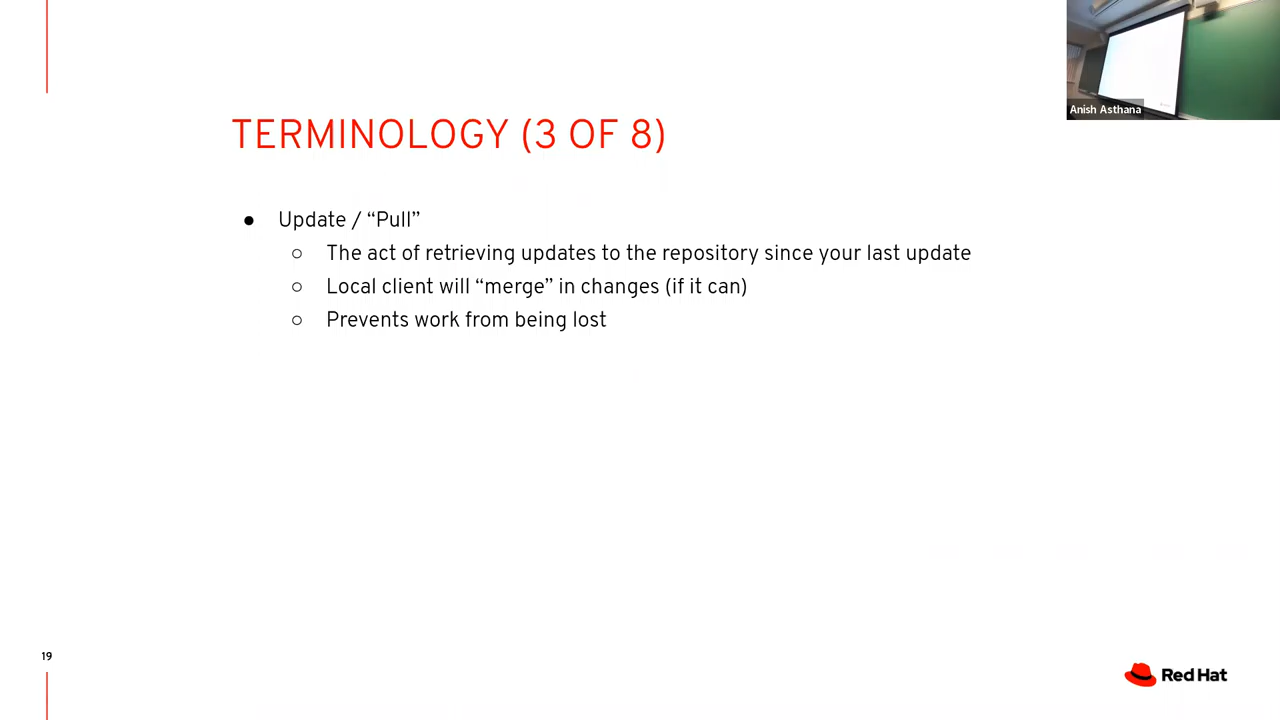 Anish Asthana
TERMINOLOGY (3 OF 8)
● Update / “Pull”
○ The act of retrieving updates to the repository since your last update
○ Local client will “merge” in changes (if it can)
○ Prevents work from being lost
19
Red Hat